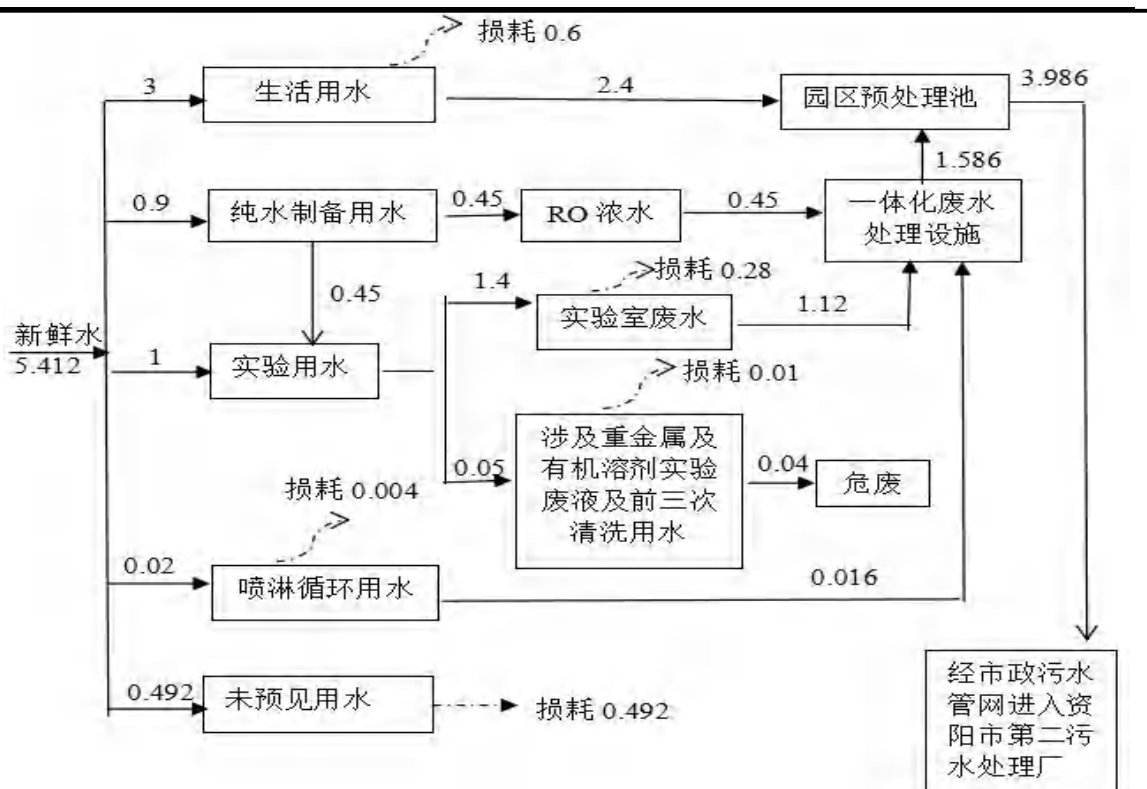 损耗 0.6
3
生活用水
2.4
园区预处理池
3.986
1.586
0.9
纯水制备用水
0.45
RO 浓水
0.45
一体化废水
处理设施
0.45
1.4
损耗 0.28
实验室废水
1.12
新鲜水
5.412
1
实验用水
损耗 0.01
0.05
涉及重金属及
有机溶剂实验
废液及前三次
清洗用水
0.04
危废
损耗 0.004
0.02
喷淋循环用水
0.016
0.492
未预见用水
损耗 0.492
经市政污水
管网进入资
阳市第二污
水处理厂